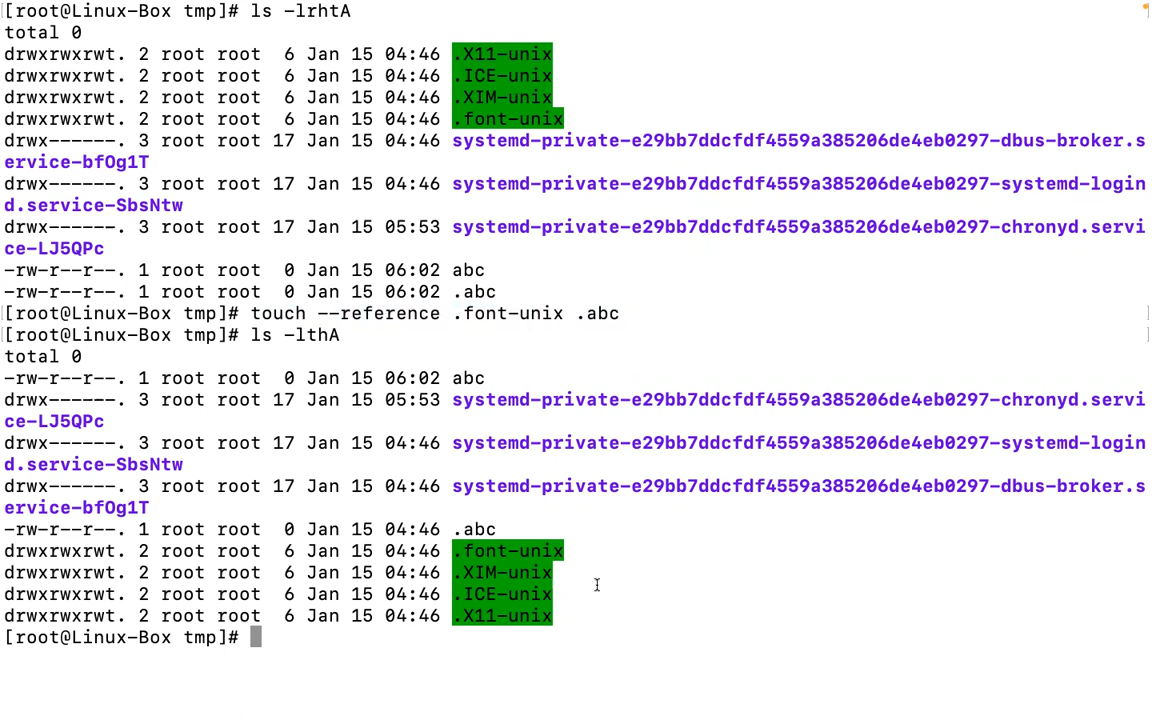 [root@Linux-Box tmp]# ls -lrhtA
total 0
drwxrwxrwt. 2 root root  6 Jan 15 04:46 .X11-unix
drwxrwxrwt. 2 root root  6 Jan 15 04:46 .ICE-unix
drwxrwxrwt. 2 root root  6 Jan 15 04:46 .XIM-unix
drwxrwxrwt. 2 root root  6 Jan 15 04:46 .font-unix
drwx------. 3 root root 17 Jan 15 04:46 systemd-private-e29bb7ddcfdf4559a385206de4eb0297-dbus-broker.s
ervice-bfOg1T
drwx------. 3 root root 17 Jan 15 04:46 systemd-private-e29bb7ddcfdf4559a385206de4eb0297-systemd-login
d.service-SbsNtw
drwx------. 3 root root 17 Jan 15 05:53 systemd-private-e29bb7ddcfdf4559a385206de4eb0297-chronyd.servi
ce-LJ5QPc
-rw-r--r--. 1 root root  0 Jan 15 06:02 abc
-rw-r--r--. 1 root root  0 Jan 15 06:02 .abc
[root@Linux-Box tmp]# touch --reference .font-unix .abc
[root@Linux-Box tmp]# ls -lthA
total 0
-rw-r--r--. 1 root root  0 Jan 15 06:02 abc
drwx------. 3 root root 17 Jan 15 05:53 systemd-private-e29bb7ddcfdf4559a385206de4eb0297-chronyd.servi
ce-LJ5QPc
drwx------. 3 root root 17 Jan 15 04:46 systemd-private-e29bb7ddcfdf4559a385206de4eb0297-systemd-login
d.service-SbsNtw
drwx------. 3 root root 17 Jan 15 04:46 systemd-private-e29bb7ddcfdf4559a385206de4eb0297-dbus-broker.s
ervice-bfOg1T
-rw-r--r--. 1 root root  0 Jan 15 04:46 .abc
drwxrwxrwt. 2 root root  6 Jan 15 04:46 .font-unix
drwxrwxrwt. 2 root root  6 Jan 15 04:46 .XIM-unix
drwxrwxrwt. 2 root root  6 Jan 15 04:46 .ICE-unix
drwxrwxrwt. 2 root root  6 Jan 15 04:46 .X11-unix
[root@Linux-Box tmp]#